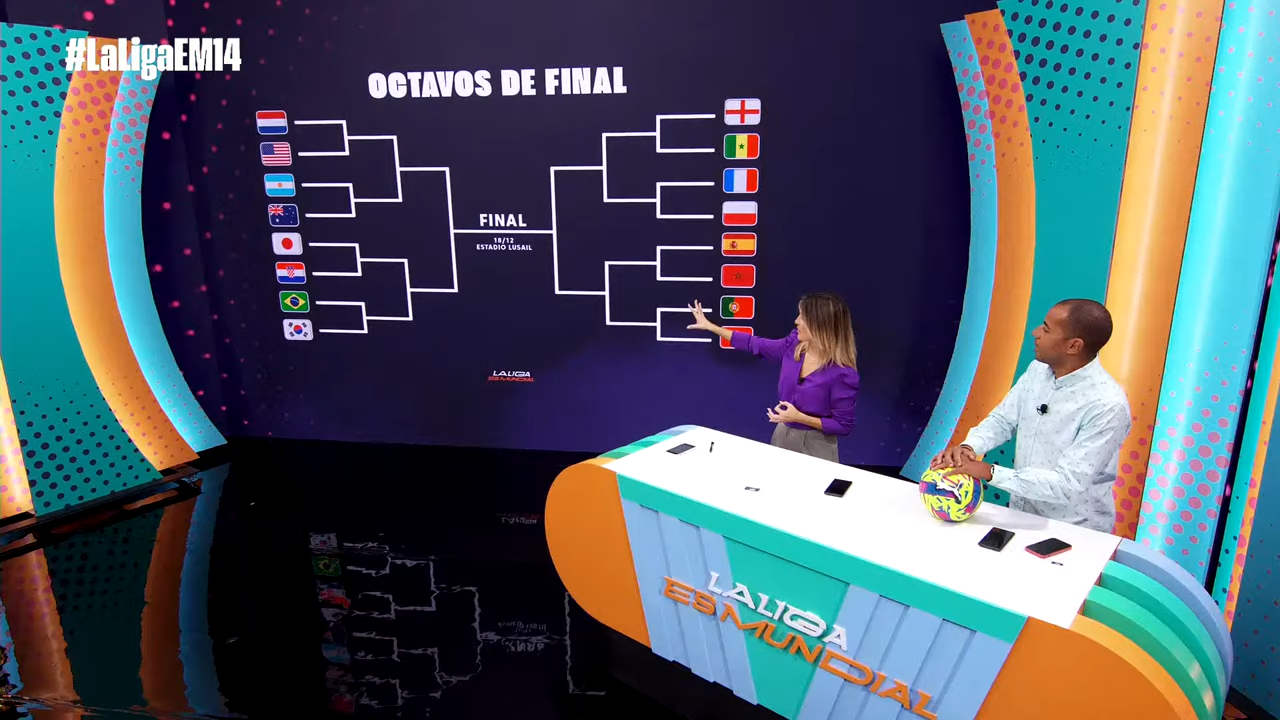 #LaLigaEM14
OCTAVOS DE FINAL
FINAL
18/12
ESTADIO LUSAIL
LALIGA
ES MUNDIAL
LALIGA
ES MUNDIAL